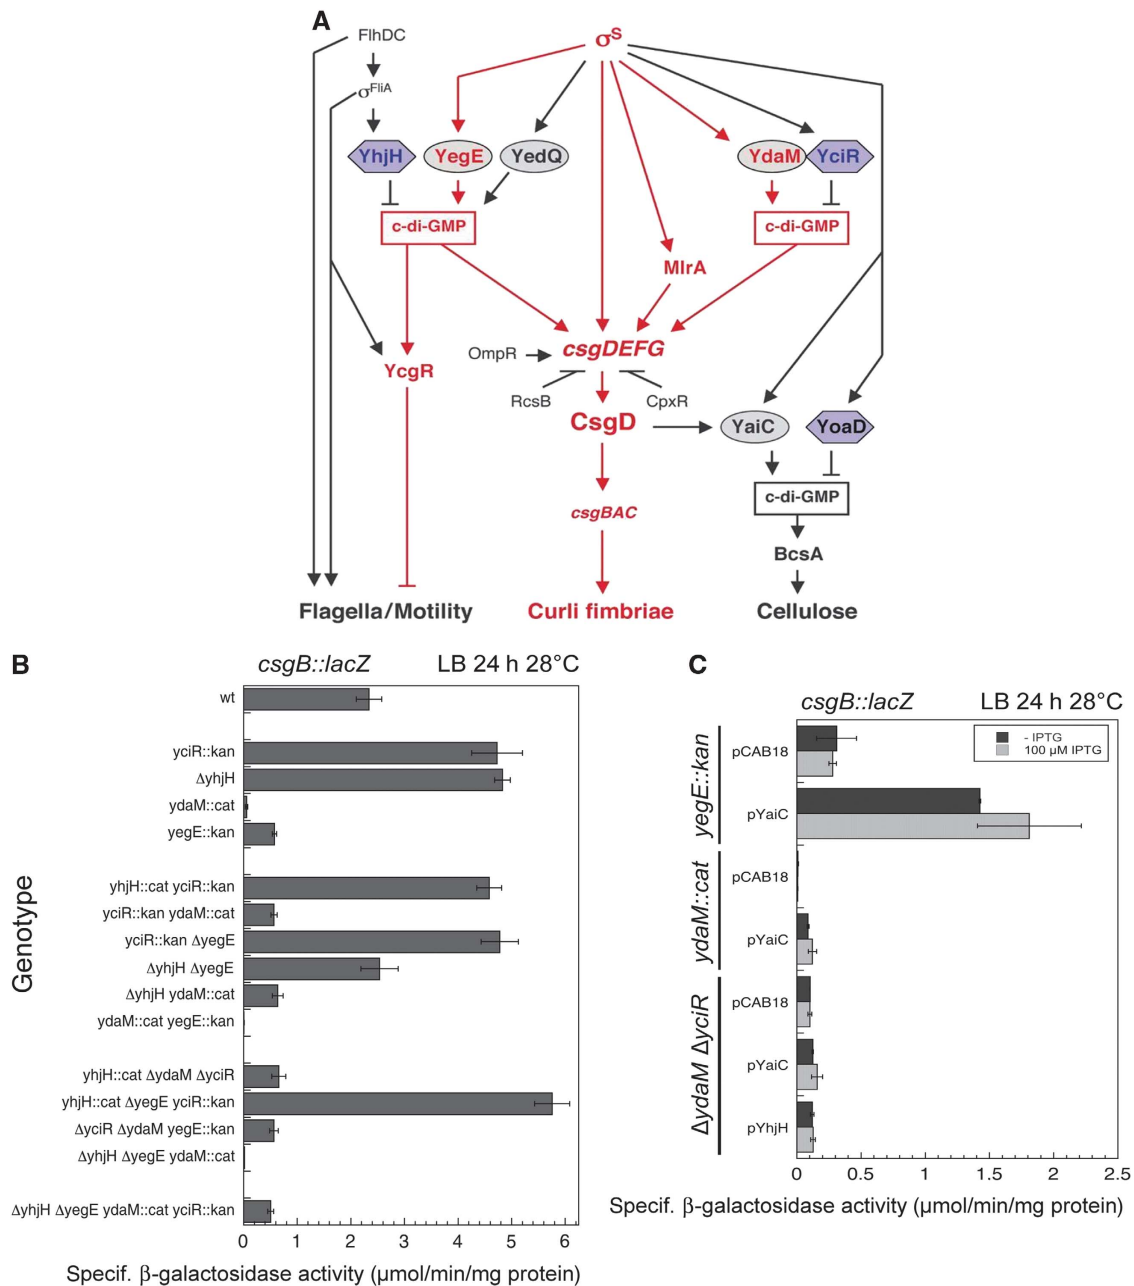 A
FlhDC
σS
σFliA
YhjH
YegE
YedQ
YdaM
YciR
c-di-GMP
c-di-GMP
MlrA
OmpR
csgDEFG
YcgR
RcsB
CpxR
CsgD
YaiC
YoaD
c-di-GMP
csgBAC
BcsA
Flagella/Motility
Curli fimbriae
Cellulose
B
csgB::lacZ
LB 24 h 28°C
Genotype
wt
yciR::kan
ΔyhjH
ydaM::cat
yegE::kan
yhjH::cat yciR::kan
yciR::kan ydaM::cat
yciR::kan ΔyegE
ΔyhjH ΔyegE
ΔyhjH ydaM::cat
ydaM::cat yegE::kan
yhjH::cat ΔydaM ΔyciR
yhjH::cat ΔyegE yciR::kan
ΔyciR ΔydaM yegE::kan
ΔyhjH ΔyegE ydaM::cat
ΔyhjH ΔyegE ydaM::cat yciR::kan
0 1 2 3 4 5 6
Specif. β-galactosidase activity (μmol/min/mg protein)
C
csgB::lacZ
LB 24 h 28°C
- IPTG
100 μM IPTG
yegE::kan
pCAB18
pYaiC
ydaM::cat
pCAB18
pYaiC
ΔydaM ΔyciR
pCAB18
pYaiC
pYhjH
0 0.5 1 1.5 2 2.5
Specif. β-galactosidase activity (μmol/min/mg protein)